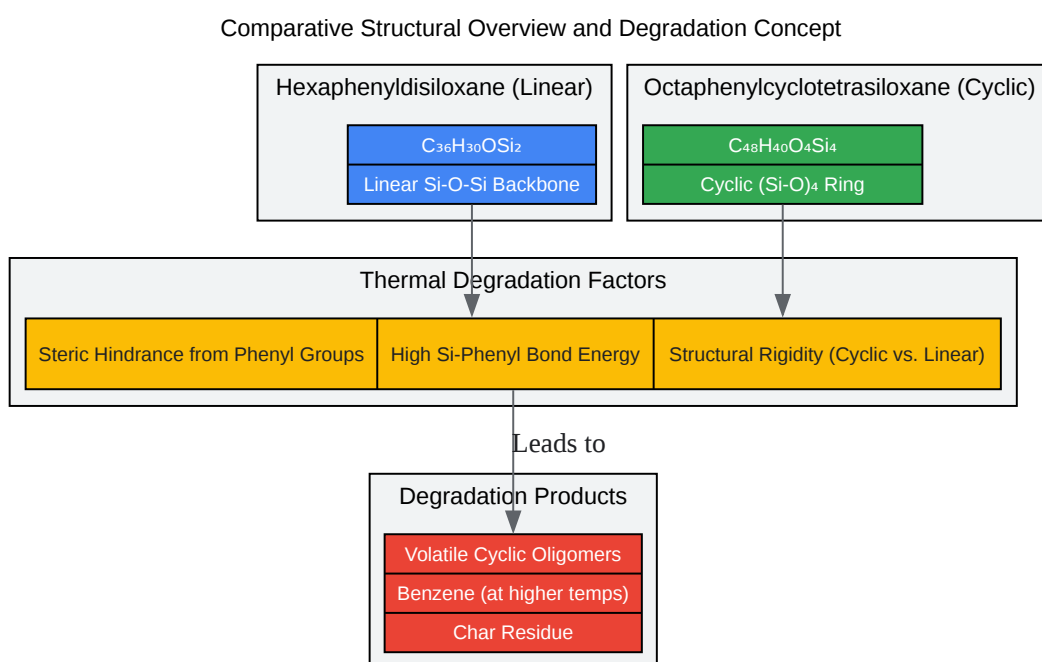 Comparative Structural Overview and Degradation Concept
Hexaphenyldisiloxane (Linear)
C₃₆H₃₀OSi₂
Linear Si-O-Si Backbone
Octaphenylcyclotetrasiloxane (Cyclic)
C₄₈H₄₀O₄Si₄
Cyclic (Si-O)₄ Ring
Thermal Degradation Factors
Steric Hindrance from Phenyl Groups
High Si-Phenyl Bond Energy
Structural Rigidity (Cyclic vs. Linear)
Leads to
Degradation Products
Volatile Cyclic Oligomers
Benzene (at higher temps)
Char Residue